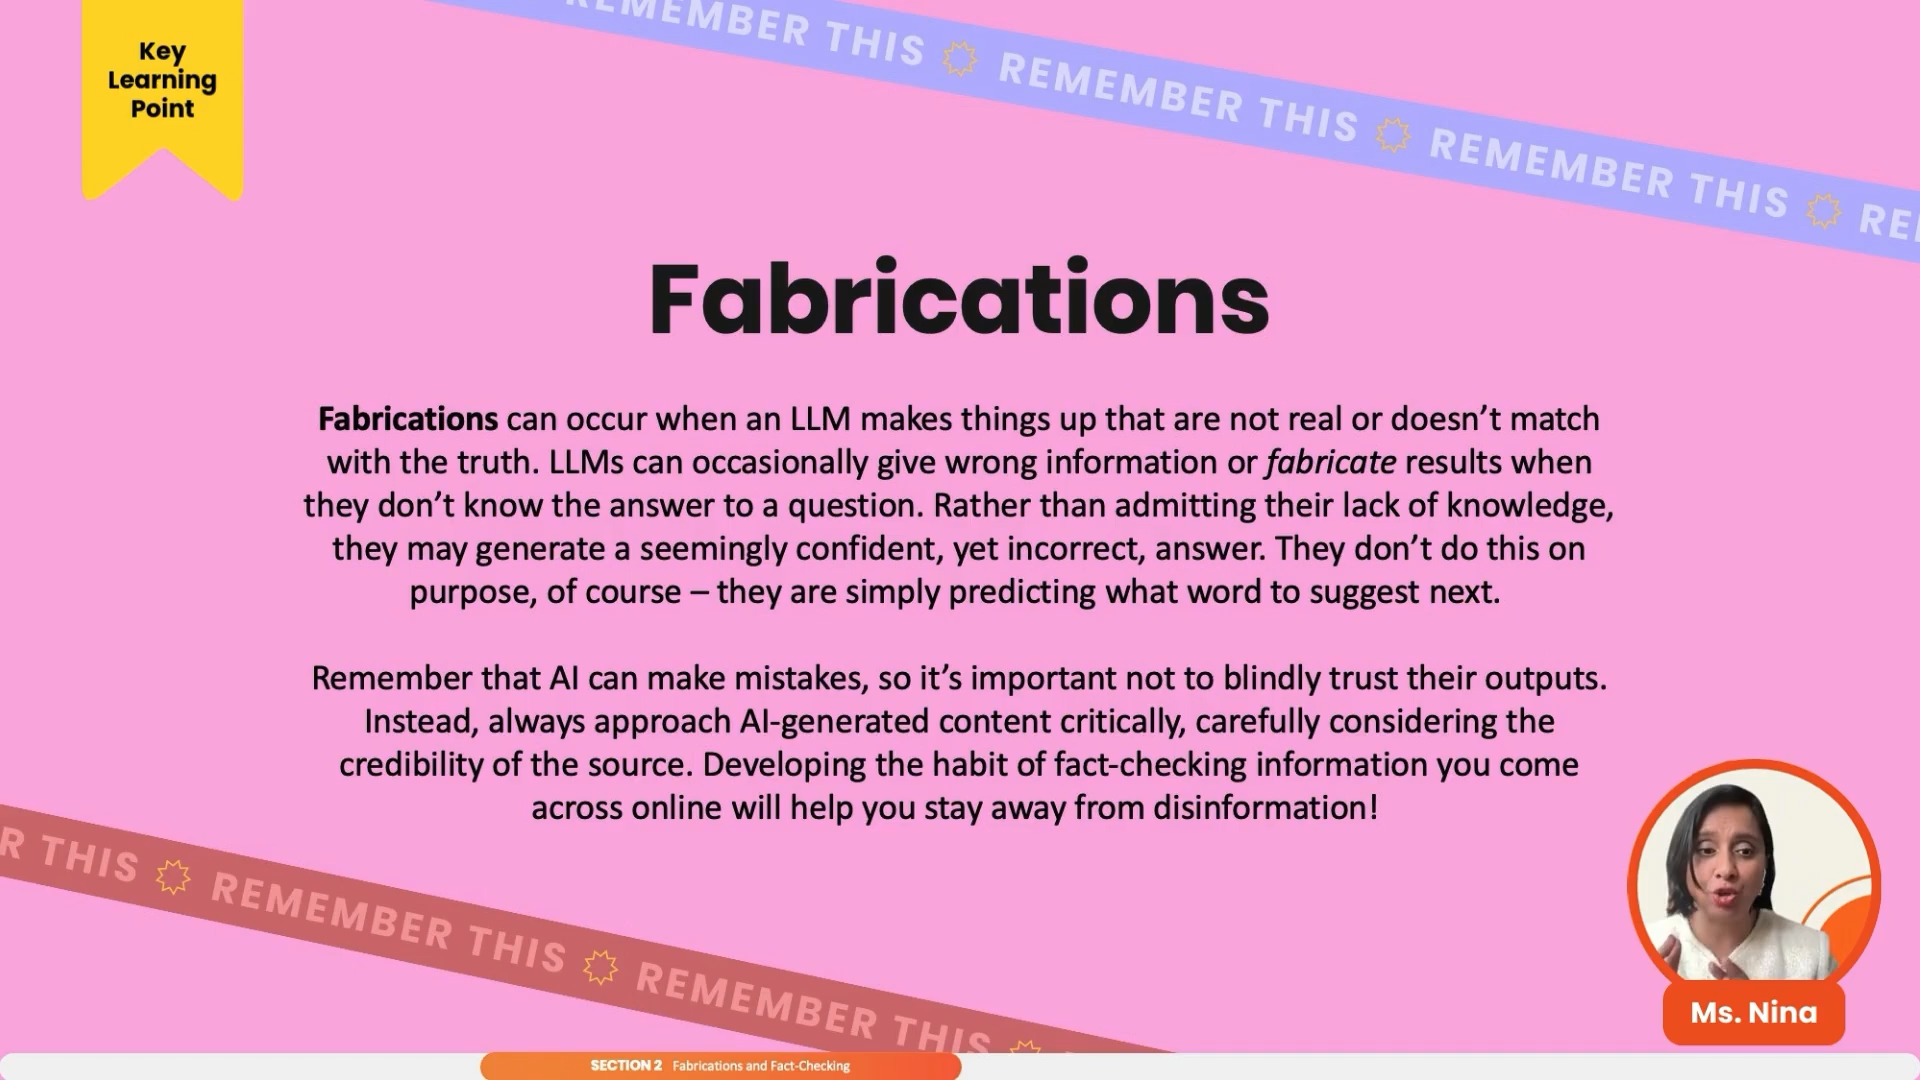 Key
Learning
Point
REMEMBER THIS REMEMBER THIS REMEMBER THIS
Fabrications
Fabrications can occur when an LLM makes things up that are not real or doesn’t match
with the truth. LLMs can occasionally give wrong information or fabricate results when
they don’t know the answer to a question. Rather than admitting their lack of knowledge,
they may generate a seemingly confident, yet incorrect, answer. They don’t do this on
purpose, of course – they are simply predicting what word to suggest next.
Remember that AI can make mistakes, so it’s important not to blindly trust their outputs.
Instead, always approach AI-generated content critically, carefully considering the
credibility of the source. Developing the habit of fact-checking information you come
across online will help you stay away from disinformation!
R THIS REMEMBER THIS REMEMBER THIS
Ms. Nina
SECTION 2 Fabrications and Fact-Checking